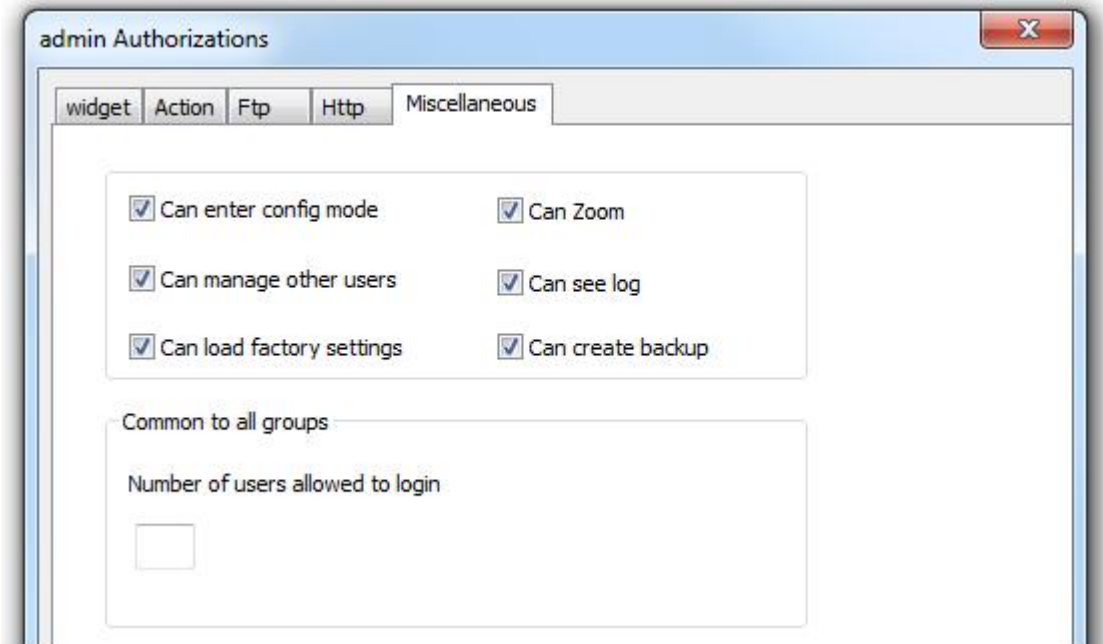 admin Authorizations
widget Action Ftp Http Miscellaneous
Can enter config mode Can Zoom
Can manage other users Can see log
Can load factory settings Can create backup
Common to all groups
Number of users allowed to login